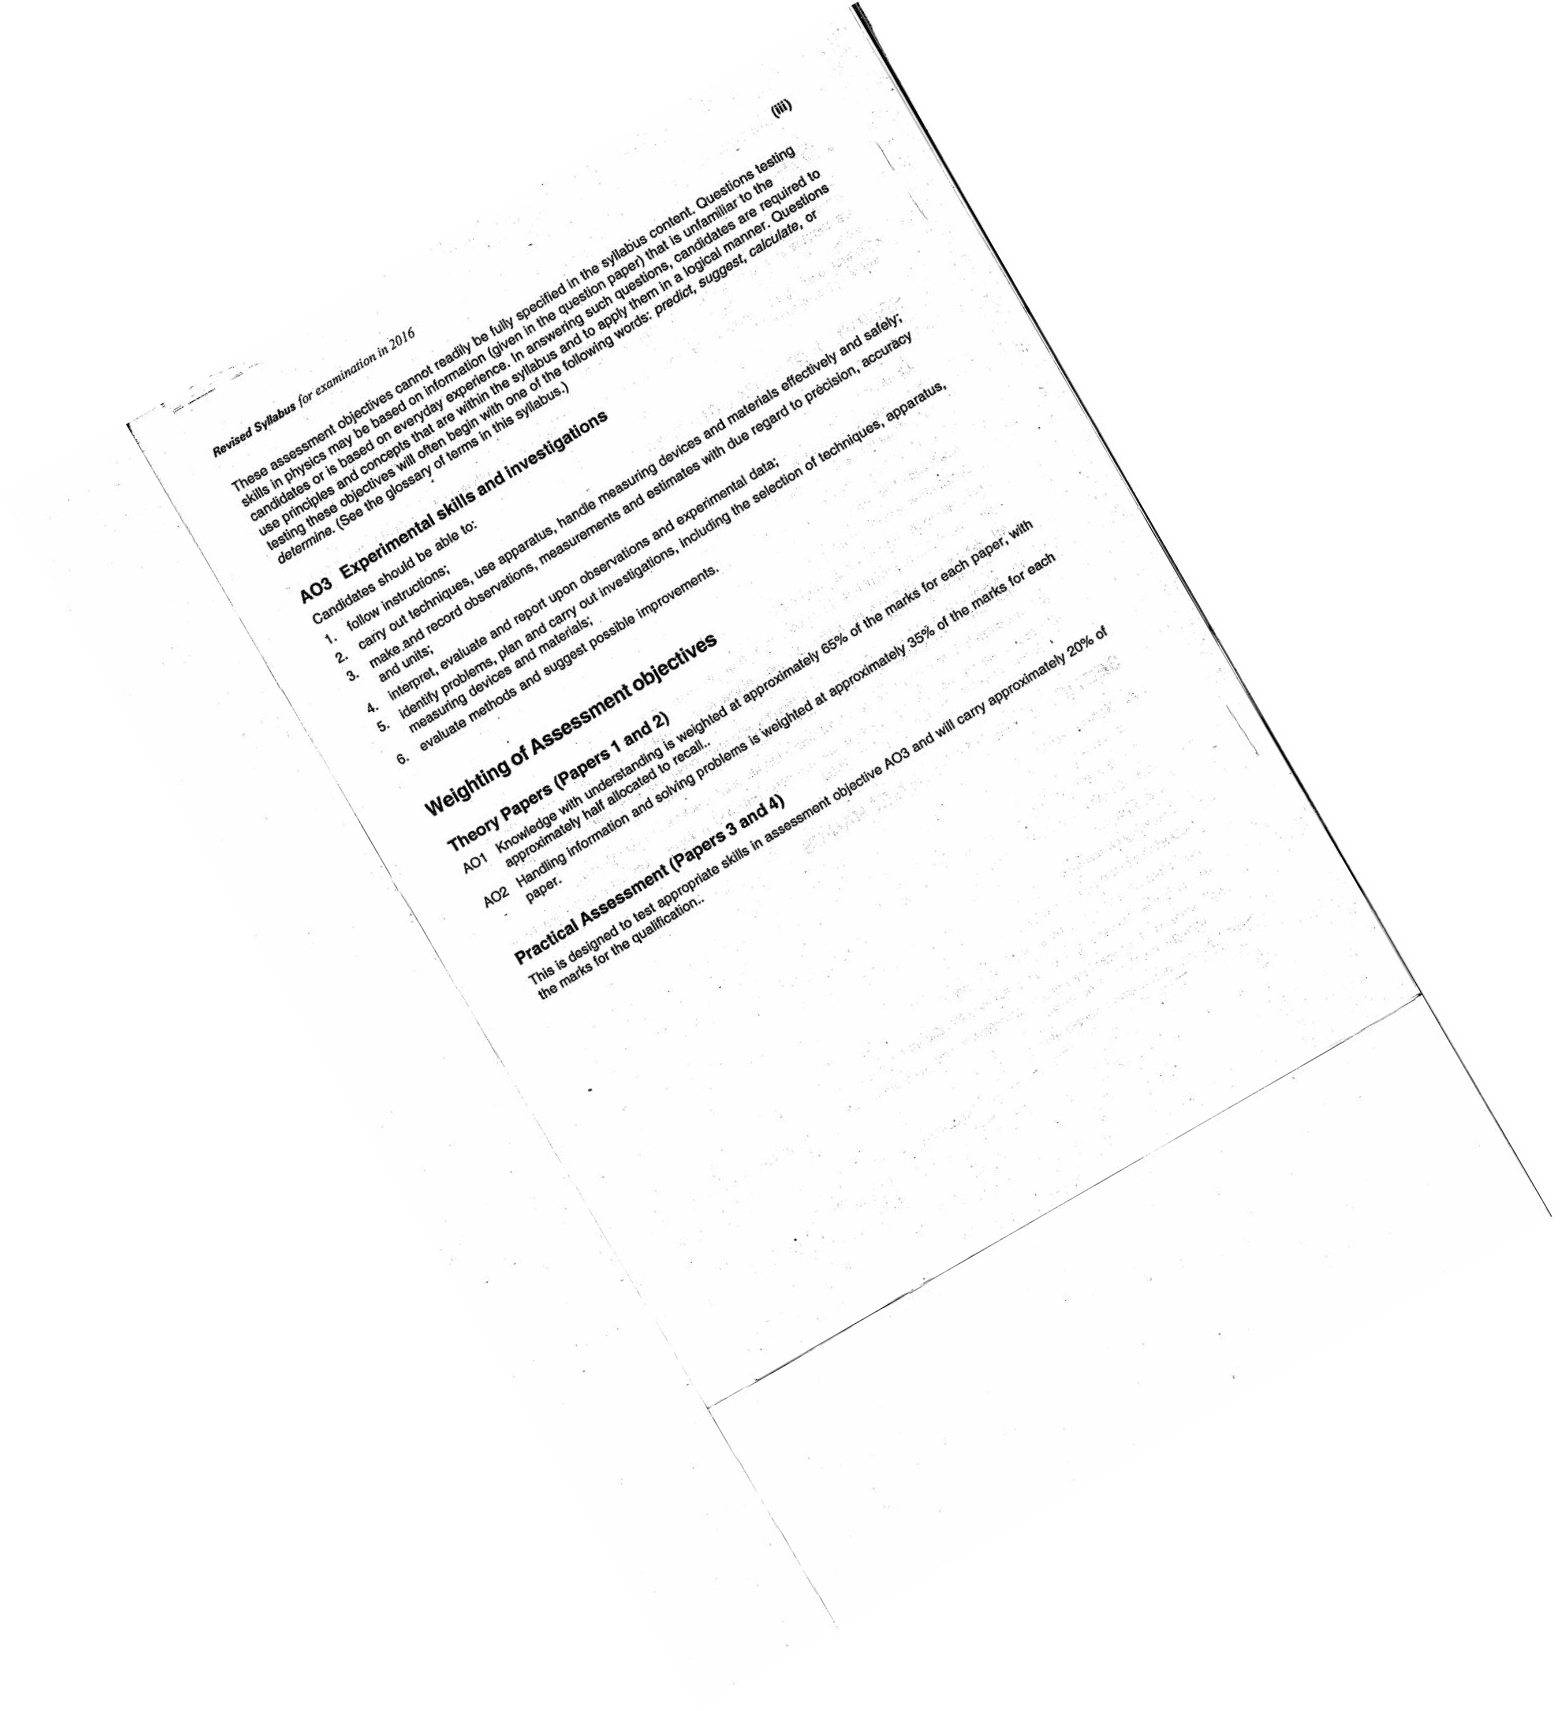 (iii)
Revised Syllabus for examination in 2016
These assessment objectives cannot readily be fully specified in the syllabus content. Questions testing
skills in physics may be based on information (given in the question paper) that is unfamiliar to the
candidates or is based on everyday experience. In answering such questions, candidates are required to
use principles and concepts that are within the syllabus and to apply them in a logical manner. Questions
testing these objectives will often begin with one of the following words: predict, suggest, calculate, or
determine. (See the glossary of terms in this syllabus.)
AO3 Experimental skills and investigations
Candidates should be able to:
1. follow instructions;
2. carry out techniques, use apparatus, handle measuring devices and materials effectively and safely;
3. make and record observations, measurements and estimates with due regard to precision, accuracy
and units;
4. interpret, evaluate and report upon observations and experimental data;
5. identify problems, plan and carry out investigations, including the selection of techniques, apparatus,
measuring devices and materials;
6. evaluate methods and suggest possible improvements.
Weighting of Assessment objectives
Theory Papers (Papers 1 and 2)
AO1 Knowledge with understanding is weighted at approximately 65% of the marks for each paper, with
approximately half allocated to recall..
AO2 Handling information and solving problems is weighted at approximately 35% of the marks for each
paper.
Practical Assessment (Papers 3 and 4)
This is designed to test appropriate skills in assessment objective AO3 and will carry approximately 20% of
the marks for the qualification..